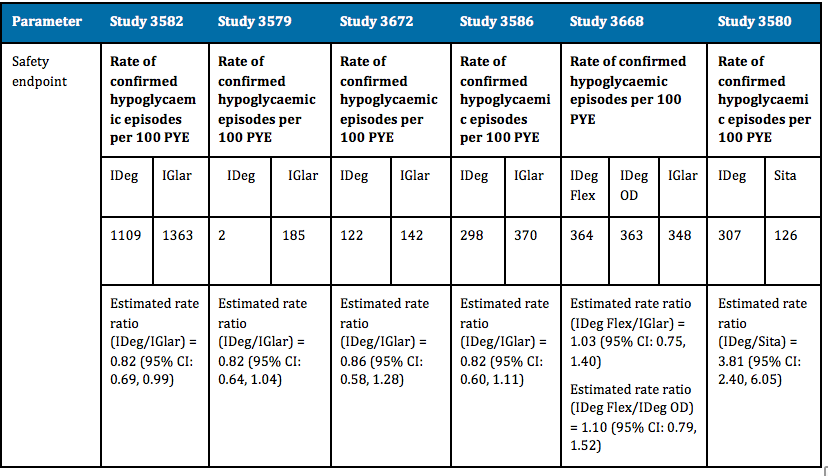 Parameter Study 3582 Study 3579 Study 3672 Study 3586 Study 3668 Study 3580
Safety
endpoint
Rate of
confirmed
hypoglycaem
ic episodes
per 100 PYE
Rate of
confirmed
hypoglycaemic
episodes per
100 PYE
Rate of
confirmed
hypoglycaemic
episodes per
100 PYE
Rate of
confirmed
hypoglycaemi
c episodes
per 100 PYE
Rate of confirmed
hypoglycaemic
episodes per 100
PYE
Rate of
confirmed
hypoglycaemi
c episodes per
100 PYE
IDeg IGlar IDeg IGlar IDeg IGlar IDeg IGlar IDeg Flex IDeg OD IGlar IDeg Sita
1109 1363 2 185 122 142 298 370 364 363 348 307 126
Estimated rate
ratio
(IDeg/IGlar) =
0.82 (95% CI:
0.69, 0.99)
Estimated rate
ratio
(IDeg/IGlar) =
0.82 (95% CI:
0.64, 1.04)
Estimated rate
ratio
(IDeg/IGlar) =
0.86 (95% CI:
0.58, 1.28)
Estimated rate
ratio
(IDeg/IGlar) =
0.82 (95% CI:
0.60, 1.11)
Estimated rate ratio
(IDeg Flex/IGlar) =
1.03 (95% CI: 0.75,
1.40)
Estimated rate ratio
(IDeg Flex/IDeg OD)
= 1.10 (95% CI: 0.79,
1.52)
Estimated rate
ratio
(IDeg/Sita) =
3.81 (95% CI:
2.40, 6.05)